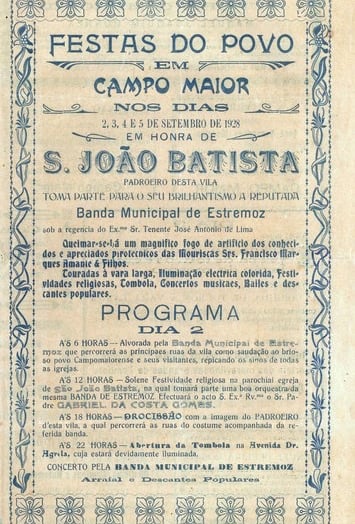 FESTAS DO POVO
EM
CAMPO MAIOR
NOS DIAS
2, 3, 4 E 5 DE SETEMBRO DE 1928
EM HONRA DE
S. JOÃO BATISTA
PADROEIRO DESTA VILA
TOMA PARTE PARA O SEU BRILHANTISMO A REPUTADA
Banda Municipal de Estremoz
sob a regencia do Ex.mo Sr. Tenente José Antonio de Lima
Queimar-se-há um magnifico fogo de artificio dos conheci-
dos e apreciados pirotecnicos das Mouriscas Srs. Francisco Mar-
ques Amante & Filhos.
Touradas á vara larga, Iluminação electrica colorida, Festi-
vidades religiosas, Tombola, Concertos musicaes, Bailes e des-
cantes populares.
PROGRAMA
DIA 2
A'S 6 HORAS — Alvorada pela Banda Municipal de Estre-
moz que percorrerá as principaes ruas da vila como saudação ao brio-
so povo Campomaiorense e seus visitantes, repicando os sinos de todas
as igrejas.
A'S 12 HORAS — Solene Festividade religiosa na parochial egreja
de São João Batista, na qual tomará parte uma boa orquestra da
mesma BANDA DE ESTREMOZ. Efectuara o acto S. Ex.ª Rv.ma o Sr. Pa-
dre GABRIEL DA COSTA GOMES.
A'S 18 HORAS — PROCISSÃO com a imagem do PADROEIRO
d'esta vila, a qual percorrerá as ruas do costume acompanhada da re-
ferida banda.
A'S 22 HORAS — Abertura da Tombola na Avenida Dr.
Agrila, cuja estará devidamente iluminada.
CONCERTO PELA BANDA MUNICIPAL DE ESTREMOZ
Arraial e Descantes Populares